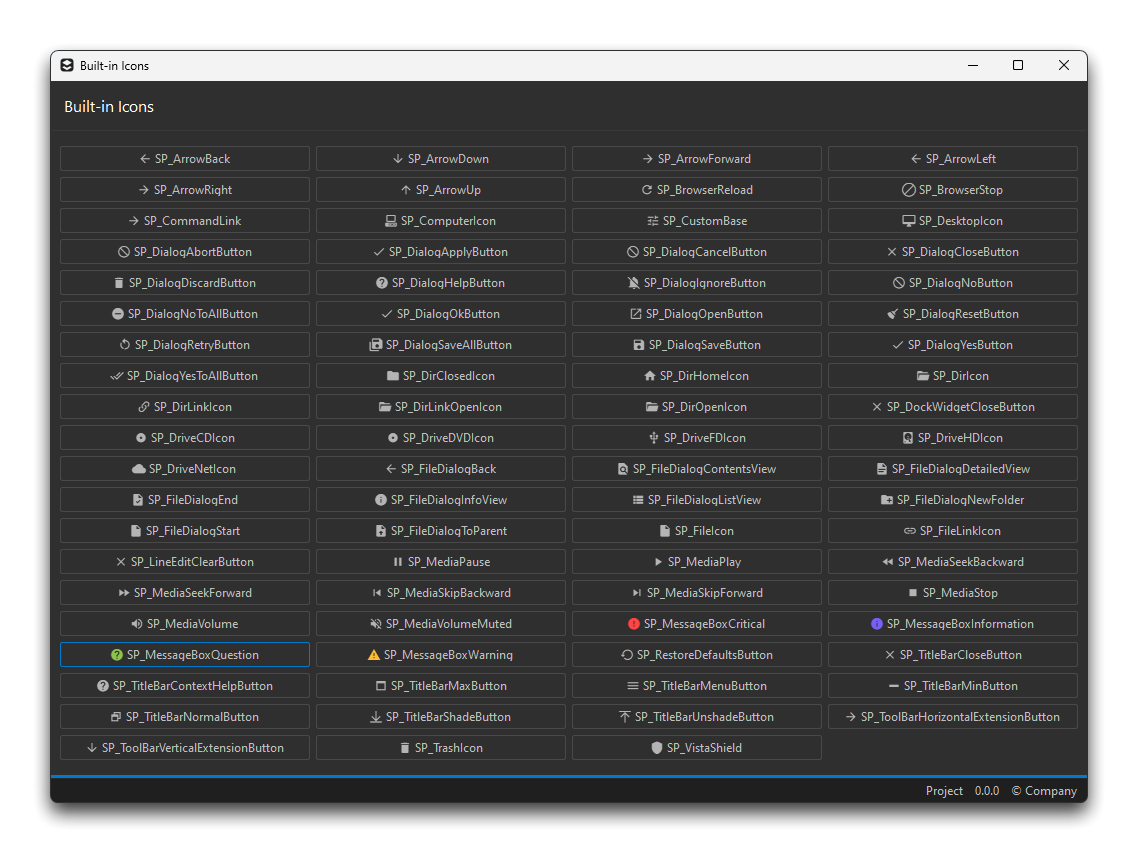 Built-in Icons
Built-in Icons
SP_ArrowBack SP_ArrowDown SP_ArrowForward SP_ArrowLeft
SP_ArrowRight SP_ArrowUp SP_BrowserReload SP_BrowserStop
SP_CommandLink SP_ComputerIcon SP_CustomBase SP_DesktopIcon
SP_DialogAbortButton SP_DialogApplyButton SP_DialogCancelButton SP_DialogCloseButton
SP_DialogDiscardButton SP_DialogHelpButton SP_DialogIgnoreButton SP_DialogNoButton
SP_DialogNoToAllButton SP_DialogOkButton SP_DialogOpenButton SP_DialogResetButton
SP_DialogRetryButton SP_DialogSaveAllButton SP_DialogSaveButton SP_DialogYesButton
SP_DialogYesToAllButton SP_DirClosedIcon SP_DirHomeIcon SP_DirIcon
SP_DirLinkIcon SP_DirLinkOpenIcon SP_DirOpenIcon SP_DockWidgetCloseButton
SP_DriveCDIcon SP_DriveDVDIcon SP_DriveFDIcon SP_DriveHDIcon
SP_DriveNetIcon SP_FileDialogBack SP_FileDialogContentsView SP_FileDialogDetailedView
SP_FileDialogEnd SP_FileDialogInfoView SP_FileDialogListView SP_FileDialogNewFolder
SP_FileDialogStart SP_FileDialogToParent SP_FileIcon SP_FileLinkIcon
SP_LineEditClearButton SP_MediaPause SP_MediaPlay SP_MediaSeekBackward
SP_MediaSeekForward SP_MediaSkipBackward SP_MediaSkipForward SP_MediaStop
SP_MediaVolume SP_MediaVolumeMuted SP_MessageBoxCritical SP_MessageBoxInformation
SP_MessageBoxQuestion SP_MessageBoxWarning SP_RestoreDefaultsButton SP_TitleBarCloseButton
SP_TitleBarContextHelpButton SP_TitleBarMaxButton SP_TitleBarMenuButton SP_TitleBarMinButton
SP_TitleBarNormalButton SP_TitleBarShadeButton SP_TitleBarUnshadeButton SP_ToolBarHorizontalExtensionButton
SP_ToolBarVerticalExtensionButton SP_TrashIcon SP_VistaShield
Project 0.0.0 © Company